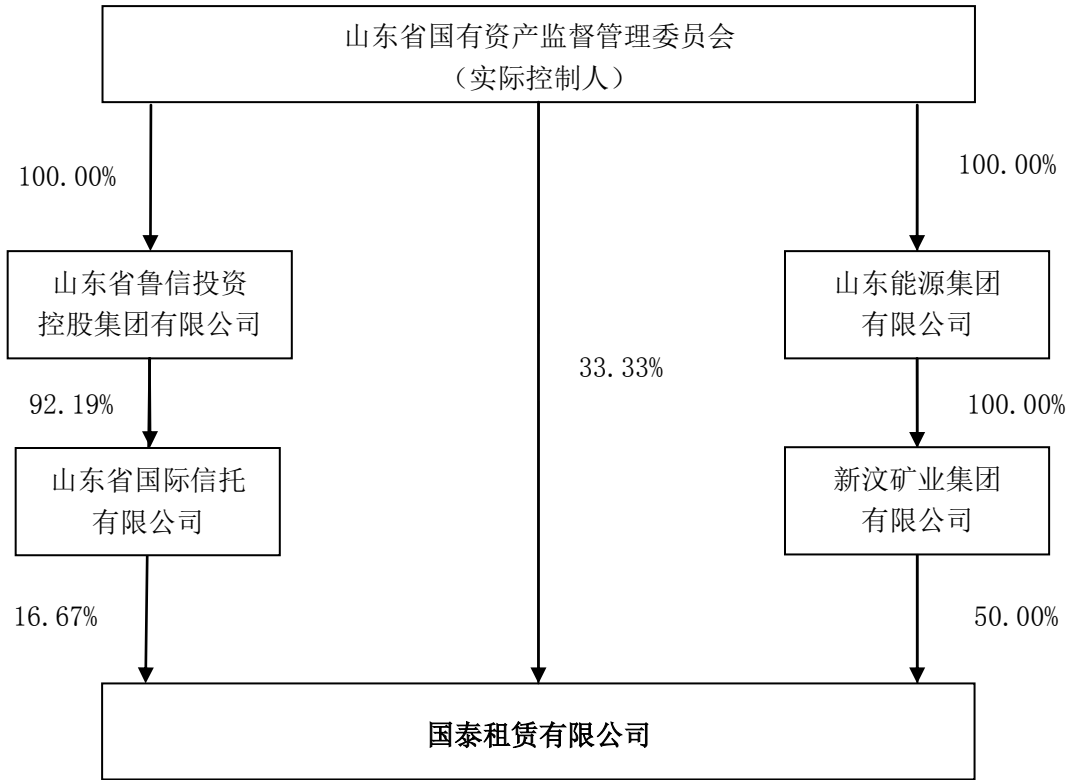 山东省国有资产监督管理委员会
（实际控制人）
100.00%
100.00%
山东省鲁信投资
控股集团有限公司
山东能源集团
有限公司
33.33%
92.19%
100.00%
山东省国际信托
有限公司
新汶矿业集团
有限公司
16.67%
50.00%
国泰租赁有限公司